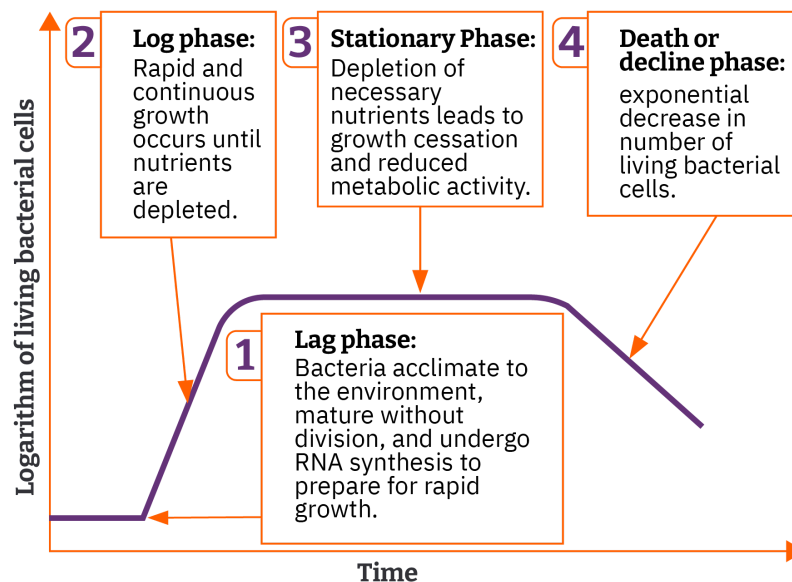 2
Log phase:
Rapid and
continuous
growth
occurs until
nutrients
are
depleted.
3
Stationary Phase:
Depletion of
necessary
nutrients leads to
growth cessation
and reduced
metabolic activity.
4
Death or
decline phase:
exponential
decrease in
number of
living bacterial
cells.
Logarithm of living bacterial cells
1
Lag phase:
Bacteria acclimate to
the environment,
mature without
division, and undergo
RNA synthesis to
prepare for rapid
growth.
Time